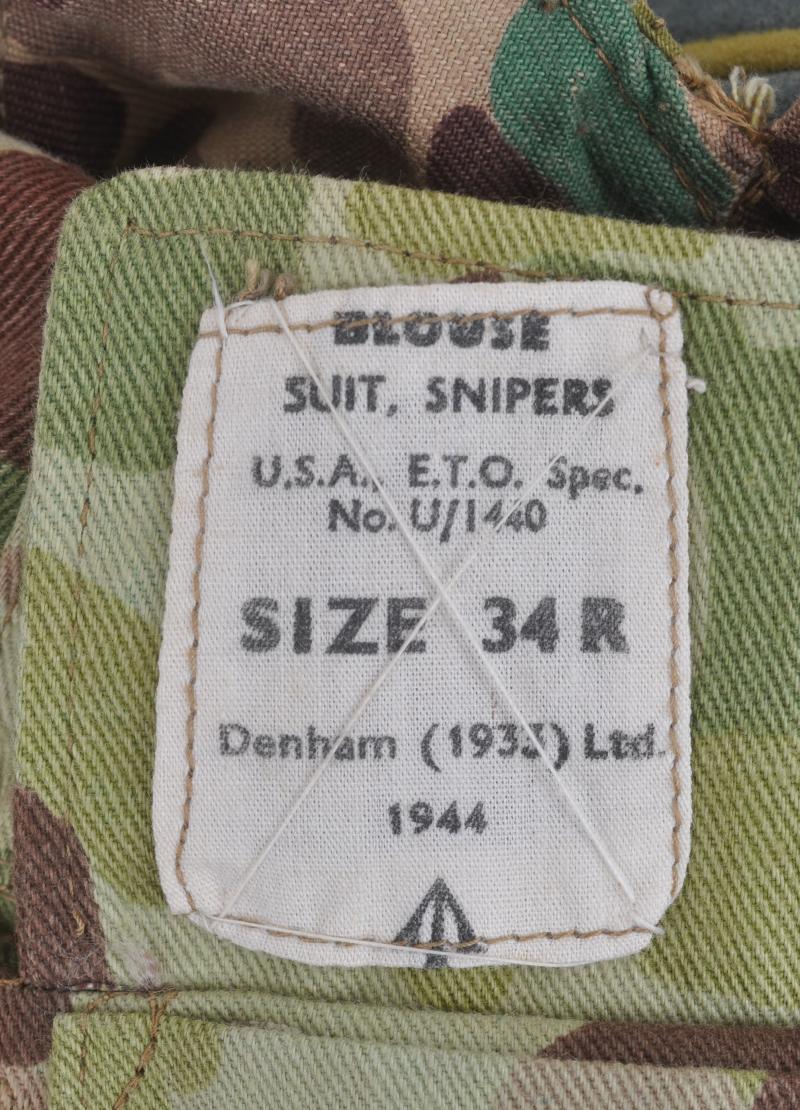 BLOUSE
SUIT, SNIPERS
U.S.A., E.T.O. Spec.
No. U/1440
SIZE 34 R
Denham (1933) Ltd.
1944